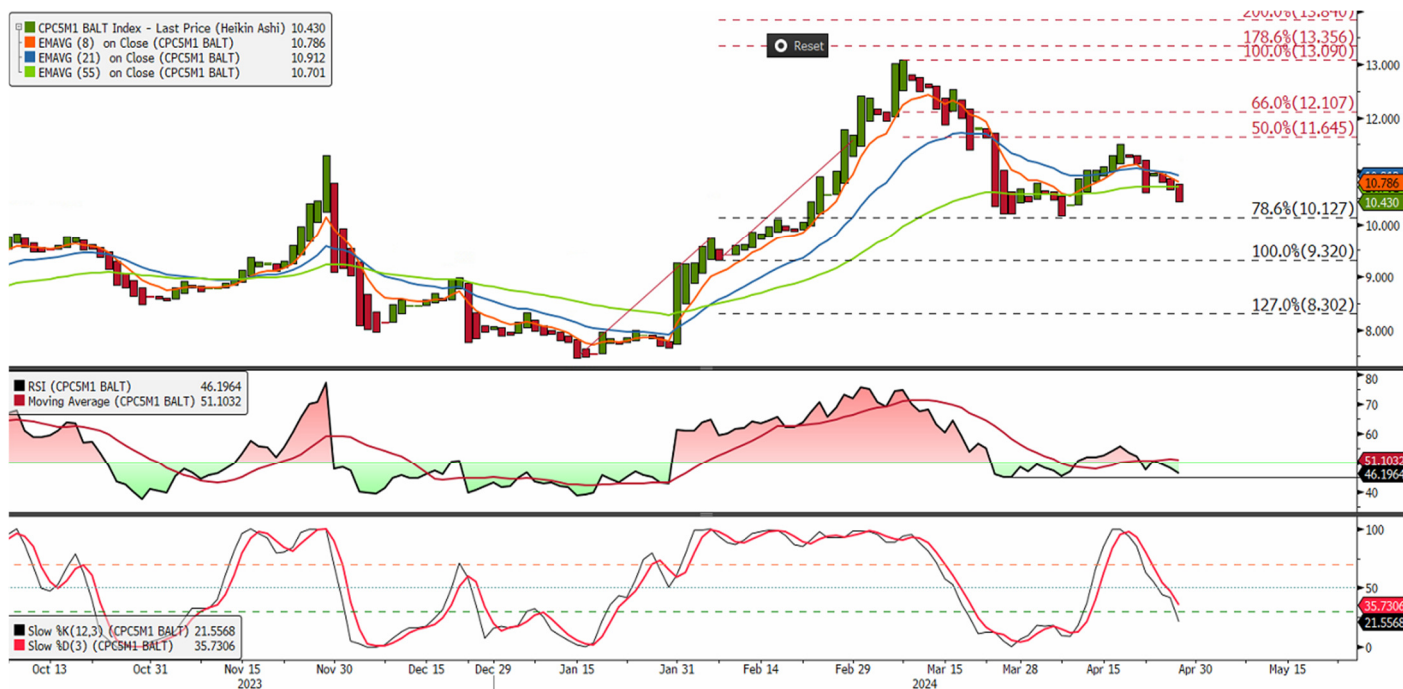 CPC5M1 BALT Index - Last Price (Heikin Ashi) 10.430
EMAVG (8) on Close (CPC5M1 BALT) 10.786
EMAVG (21) on Close (CPC5M1 BALT) 10.912
EMAVG (55) on Close (CPC5M1 BALT) 10.701
Reset
200.0%(13.840)
178.6%(13.356)
100.0%(13.090)
66.0%(12.107)
50.0%(11.645)
78.6%(10.127)
100.0%(9.320)
127.0%(8.302)
13.000
12.000
10.786
10.430
10.000
9.000
8.000
RSI (CPC5M1 BALT) 46.1964
Moving Average (CPC5M1 BALT) 51.1032
80
70
60
51.1032
46.1964
40
Slow %K(12,3) (CPC5M1 BALT) 21.5568
Slow %D(3) (CPC5M1 BALT) 35.7306
100
50
35.7306
21.5568
0
Oct 13 Oct 31 Nov 15 Nov 30 Dec 15 Dec 29 Jan 15 Jan 31 Feb 14 Feb 29 Mar 15 Mar 28 Apr 15 Apr 30 May 15
2023 2024